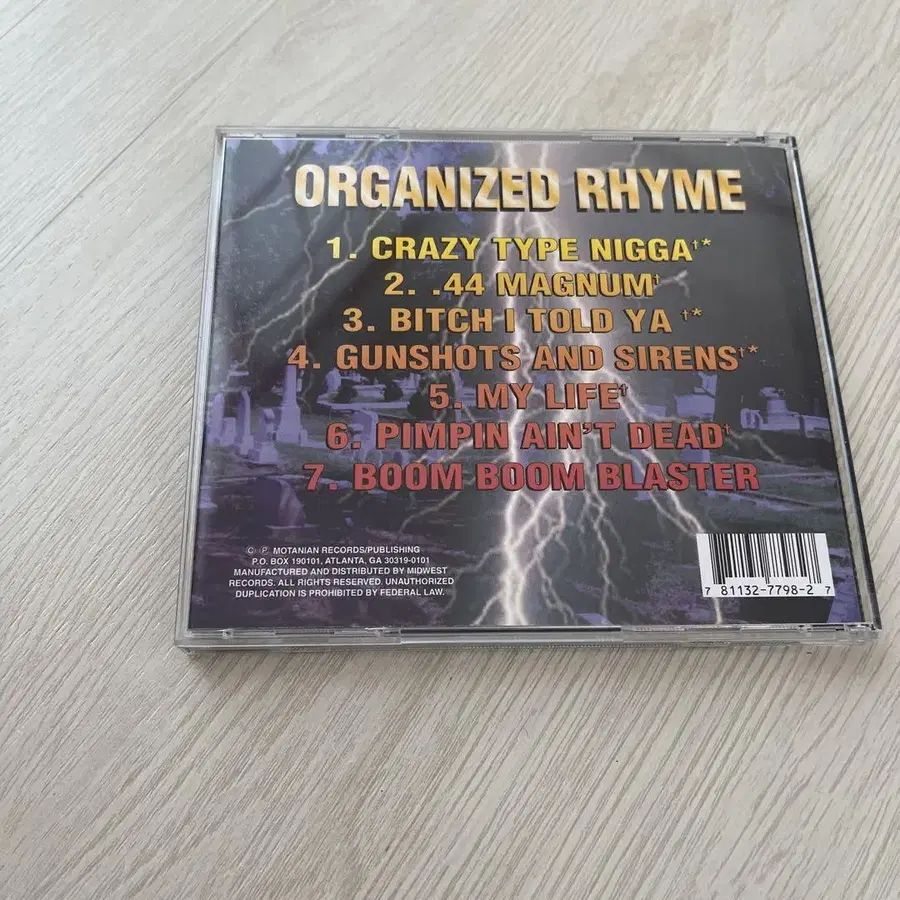 ORGANIZED RHYME
1. CRAZY TYPE NIGGA†*
2. .44 MAGNUM†
3. BITCH I TOLD YA †*
4. GUNSHOTS AND SIRENS†*
5. MY LIFE†
6. PIMPIN AIN'T DEAD†
7. BOOM BOOM BLASTER
© ℗ MOTANIAN RECORDS/PUBLISHING
P.O. BOX 190101, ATLANTA, GA 30319-0101
MANUFACTURED AND DISTRIBUTED BY MIDWEST
RECORDS. ALL RIGHTS RESERVED. UNAUTHORIZED
DUPLICATION IS PROHIBITED BY FEDERAL LAW.
7 81132-7798-2 7